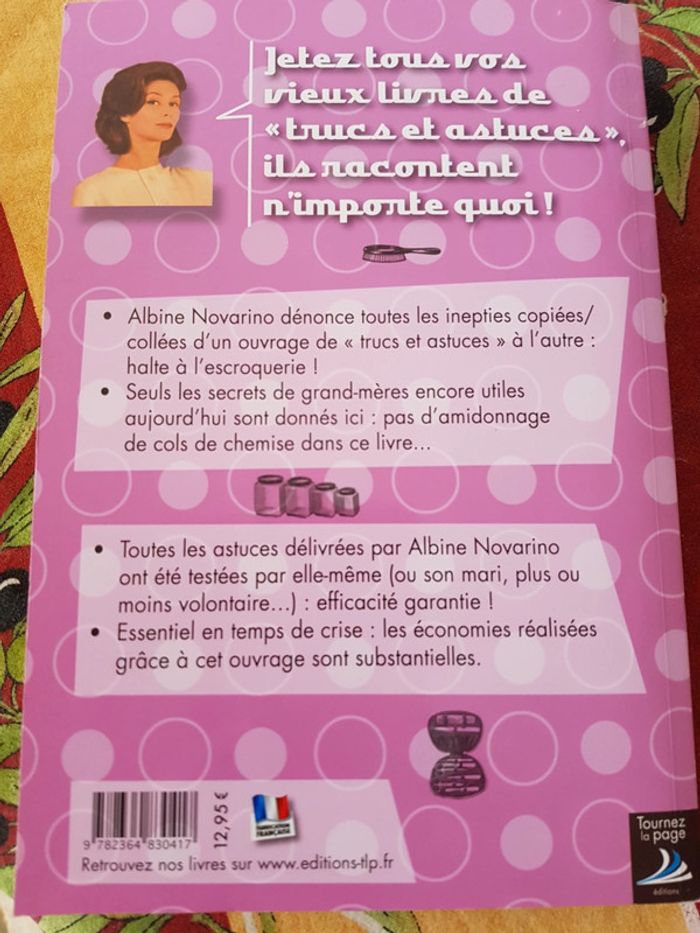 Jetez tous vos
vieux livres de
« trucs et astuces »,
ils racontent
n'importe quoi !
• Albine Novarino dénonce toutes les inepties copiées/
collées d'un ouvrage de « trucs et astuces » à l'autre :
halte à l'escroquerie !
• Seuls les secrets de grand-mères encore utiles
aujourd'hui sont donnés ici : pas d'amidonnage
de cols de chemise dans ce livre...
• Toutes les astuces délivrées par Albine Novarino
ont été testées par elle-même (ou son mari, plus ou
moins volontaire...) : efficacité garantie !
• Essentiel en temps de crise : les économies réalisées
grâce à cet ouvrage sont substantielles.
9 782364 830417
12,95 €
FABRICATION
FRANÇAISE
Retrouvez nos livres sur www.editions-tlp.fr
Tournez
la page
éditions